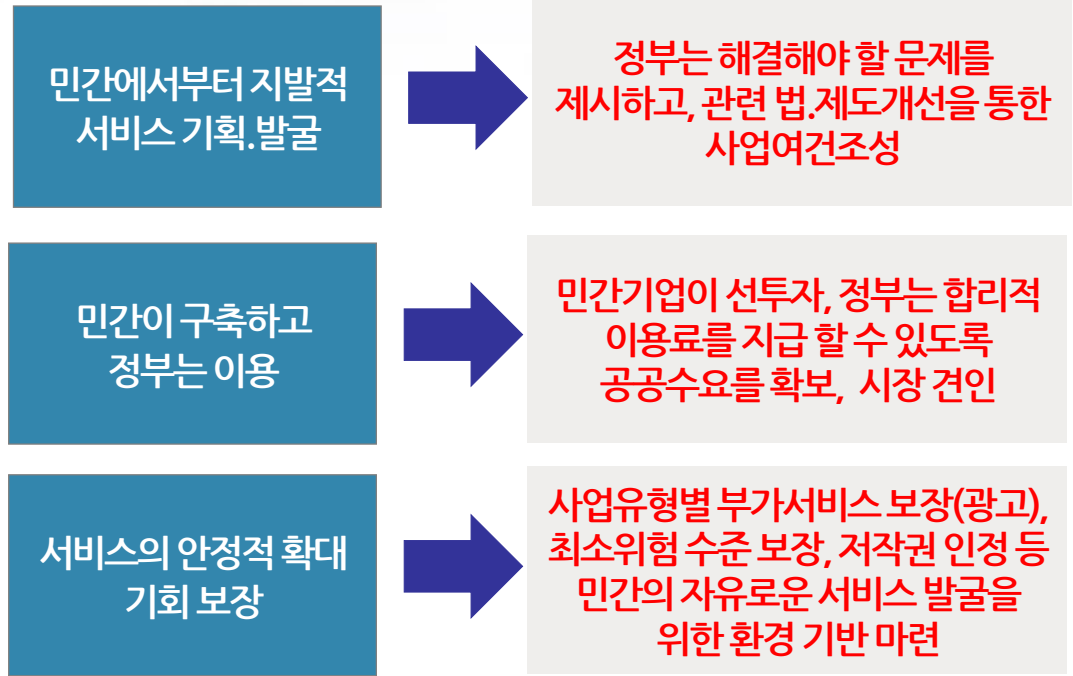 민간에서부터 지발적
서비스 기획.발굴
정부는 해결해야 할 문제를
제시하고, 관련 법.제도개선을 통한
사업여건조성
민간이 구축하고
정부는 이용
민간기업이 선투자, 정부는 합리적
이용료를 지급 할 수 있도록
공공수요를 확보, 시장 견인
서비스의 안정적 확대
기회 보장
사업유형별 부가서비스 보장(광고),
최소위험 수준 보장, 저작권 인정 등
민간의 자유로운 서비스 발굴을
위한 환경 기반 마련